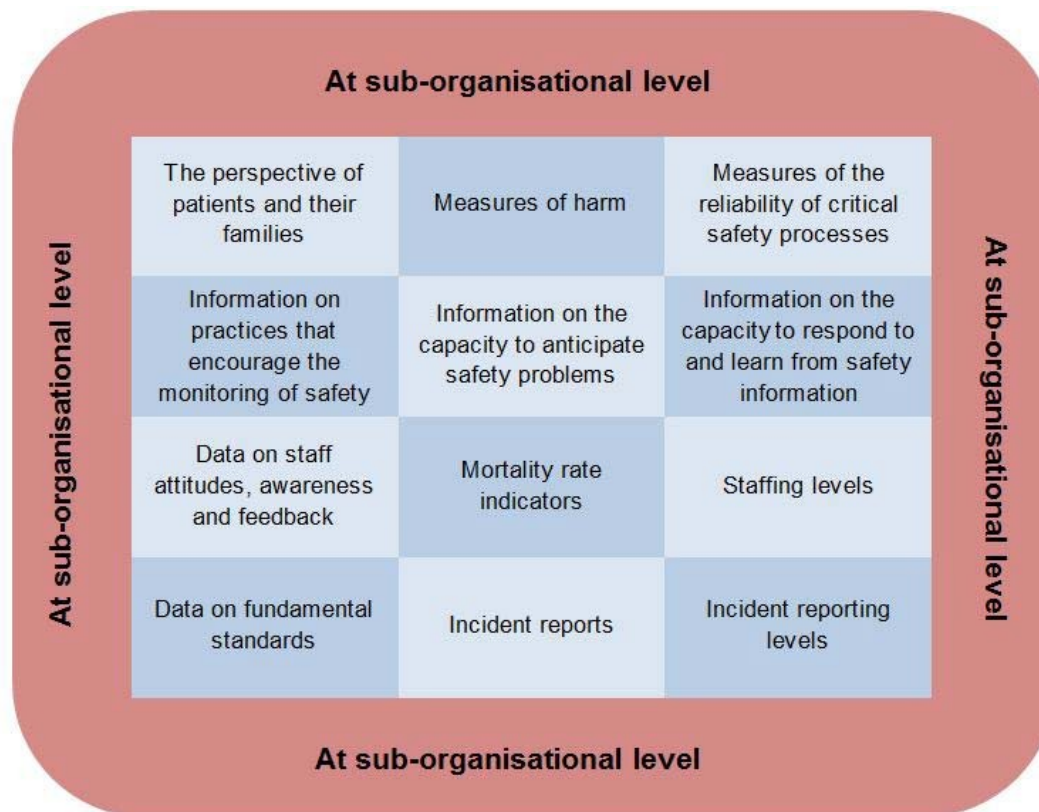 At sub-organisational level
At sub-organisational level
The perspective of
patients and their
families
Measures of harm
Measures of the
reliability of critical
safety processes
Information on
practices that
encourage the
monitoring of safety
Information on the
capacity to anticipate
safety problems
Information on the
capacity to respond to
and learn from safety
information
Data on staff
attitudes, awareness
and feedback
Mortality rate
indicators
Staffing levels
Data on fundamental
standards
Incident reports
Incident reporting
levels
At sub-organisational level
At sub-organisational level